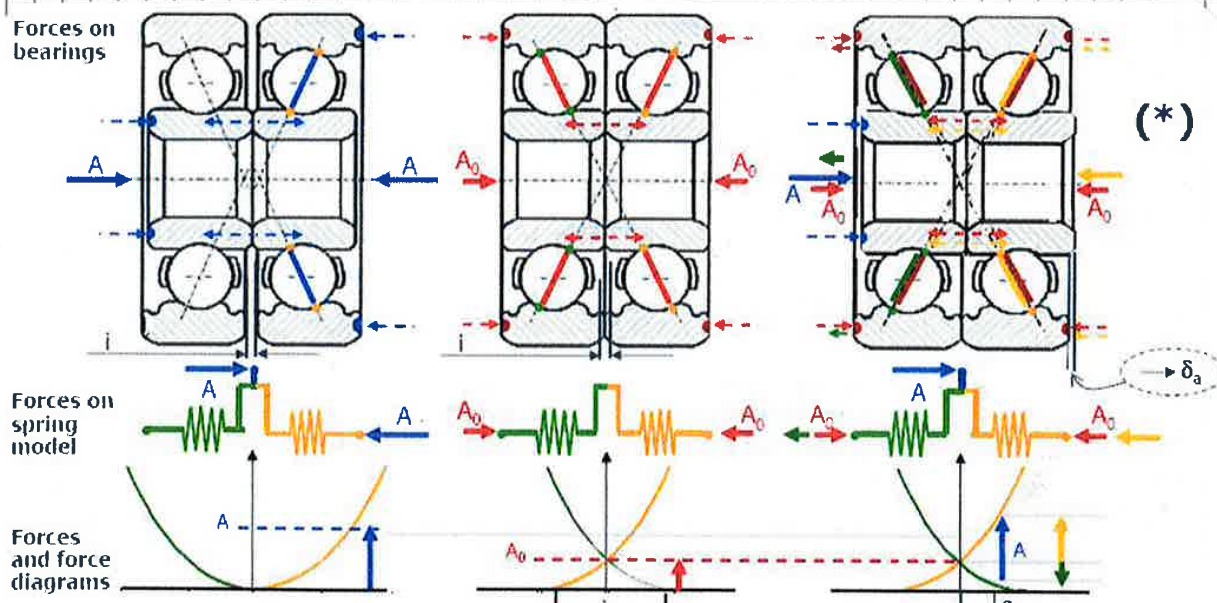 Forces on
bearings
A
A
A₀
A₀
A
A₀
A₀
(*)
i
i
δₐ
Forces on
spring
model
A
A
A₀
A₀
A₀
A
A₀
Forces
and force
diagrams
A
A₀
A